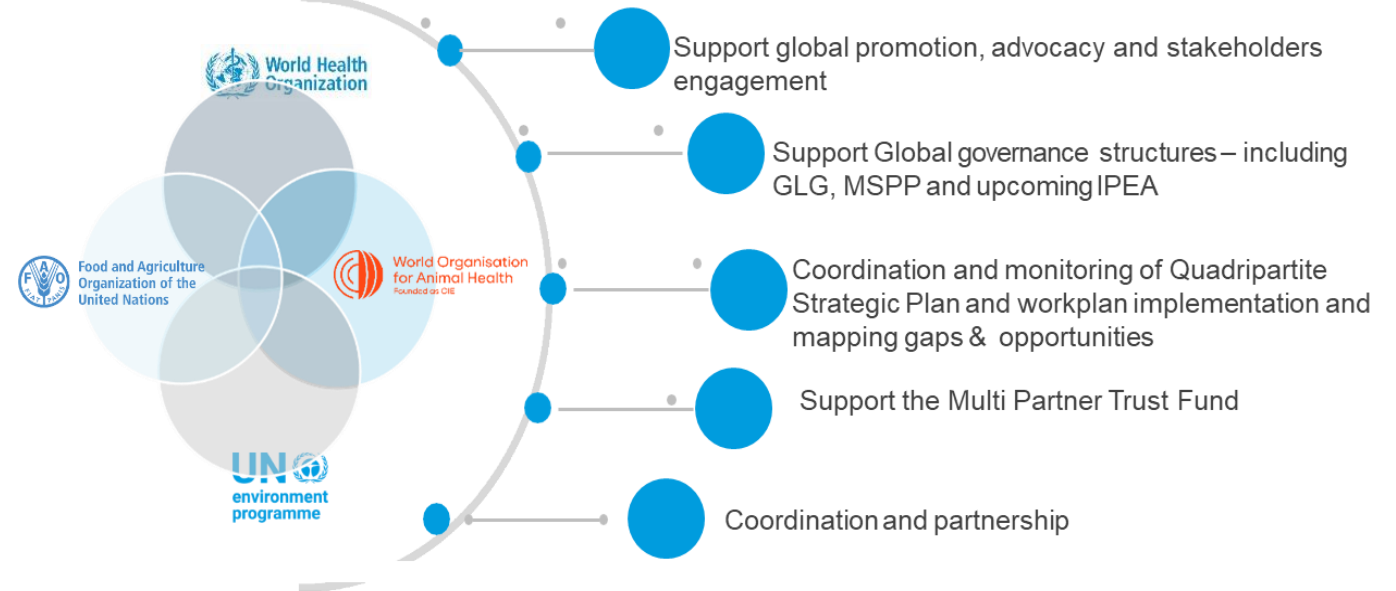 World Health
Organization
Food and Agriculture
Organization of the
United Nations
FAO
FIAT PANIS
World Organisation
for Animal Health
Founded as OIE
UN
environment
programme
Support global promotion, advocacy and stakeholders
engagement
Support Global governance structures – including
GLG, MSPP and upcoming IPEA
Coordination and monitoring of Quadripartite
Strategic Plan and workplan implementation and
mapping gaps & opportunities
Support the Multi Partner Trust Fund
Coordination and partnership